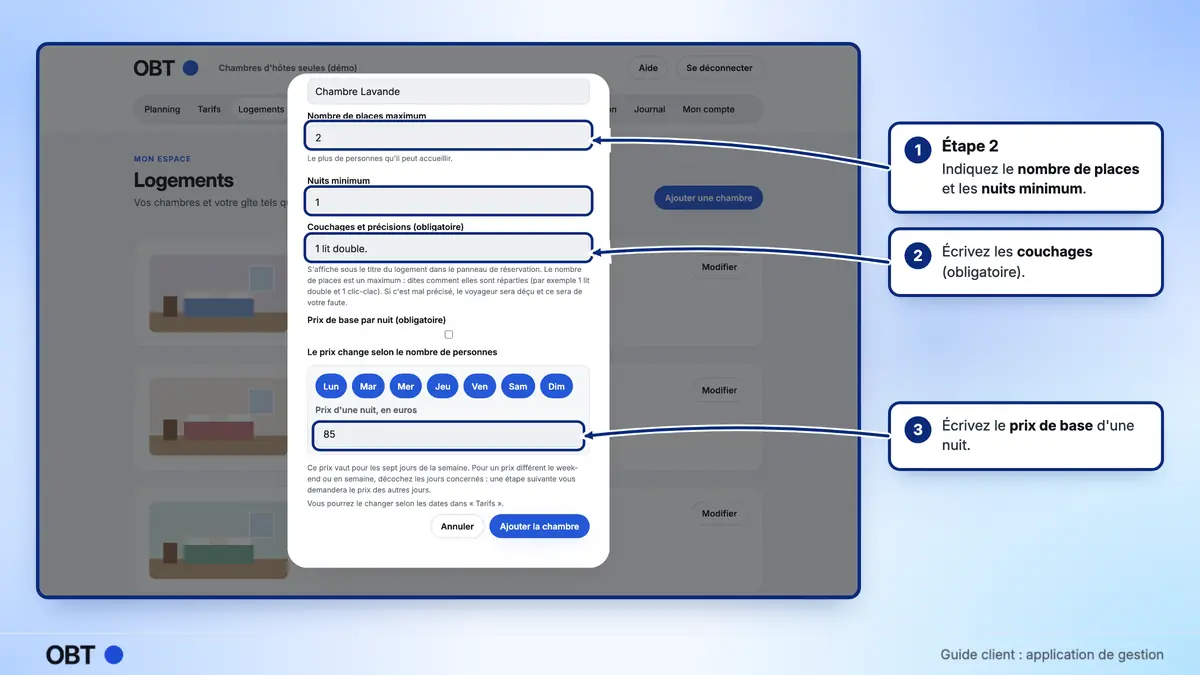 OBT
Chambres d'hôtes seules (démo)
Aide
Se déconnecter
Planning
Tarifs
Logements
Journal
Mon compte
MON ESPACE
Logements
Vos chambres et votre gîte tels
Ajouter une chambre
Modifier
Modifier
Modifier
Chambre Lavande
Nombre de places maximum
2
Le plus de personnes qu'il peut accueillir.
Nuits minimum
1
Couchages et précisions (obligatoire)
1 lit double.
S'affiche sous le titre du logement dans le panneau de réservation. Le nombre
de places est un maximum : dites comment elles sont réparties (par exemple 1 lit
double et 1 clic-clac). Si c'est mal précisé, le voyageur sera déçu et ce sera de
votre faute.
Prix de base par nuit (obligatoire)
Le prix change selon le nombre de personnes
Lun
Mar
Mer
Jeu
Ven
Sam
Dim
Prix d'une nuit, en euros
85
Ce prix vaut pour les sept jours de la semaine. Pour un prix différent le week-
end ou en semaine, décochez les jours concernés : une étape suivante vous
demandera le prix des autres jours.
Vous pourrez le changer selon les dates dans « Tarifs ».
Annuler
Ajouter la chambre
1
Étape 2
Indiquez le nombre de places
et les nuits minimum.
2
Écrivez les couchages
(obligatoire).
3
Écrivez le prix de base d'une
nuit.
OBT
Guide client : application de gestion